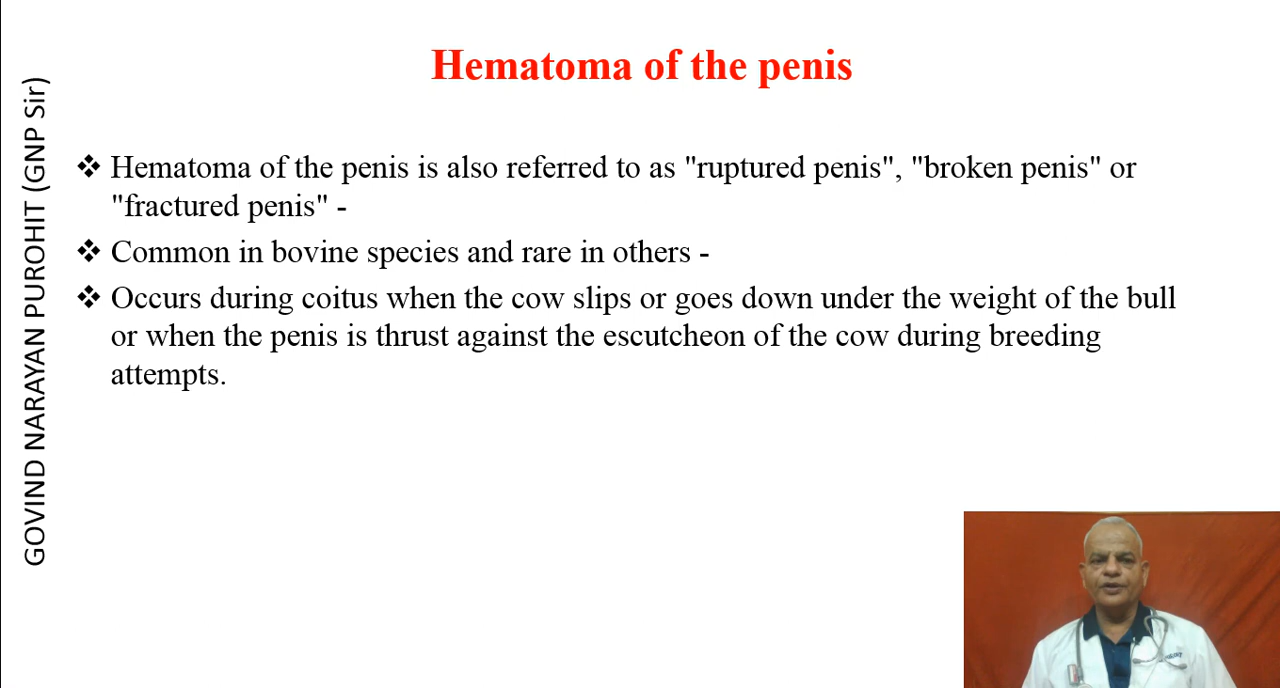 Hematoma of the penis
GOVIND NARAYAN PUROHIT (GNP Sir)
❖ Hematoma of the penis is also referred to as "ruptured penis", "broken penis" or
"fractured penis" -
❖ Common in bovine species and rare in others -
❖ Occurs during coitus when the cow slips or goes down under the weight of the bull
or when the penis is thrust against the escutcheon of the cow during breeding
attempts.